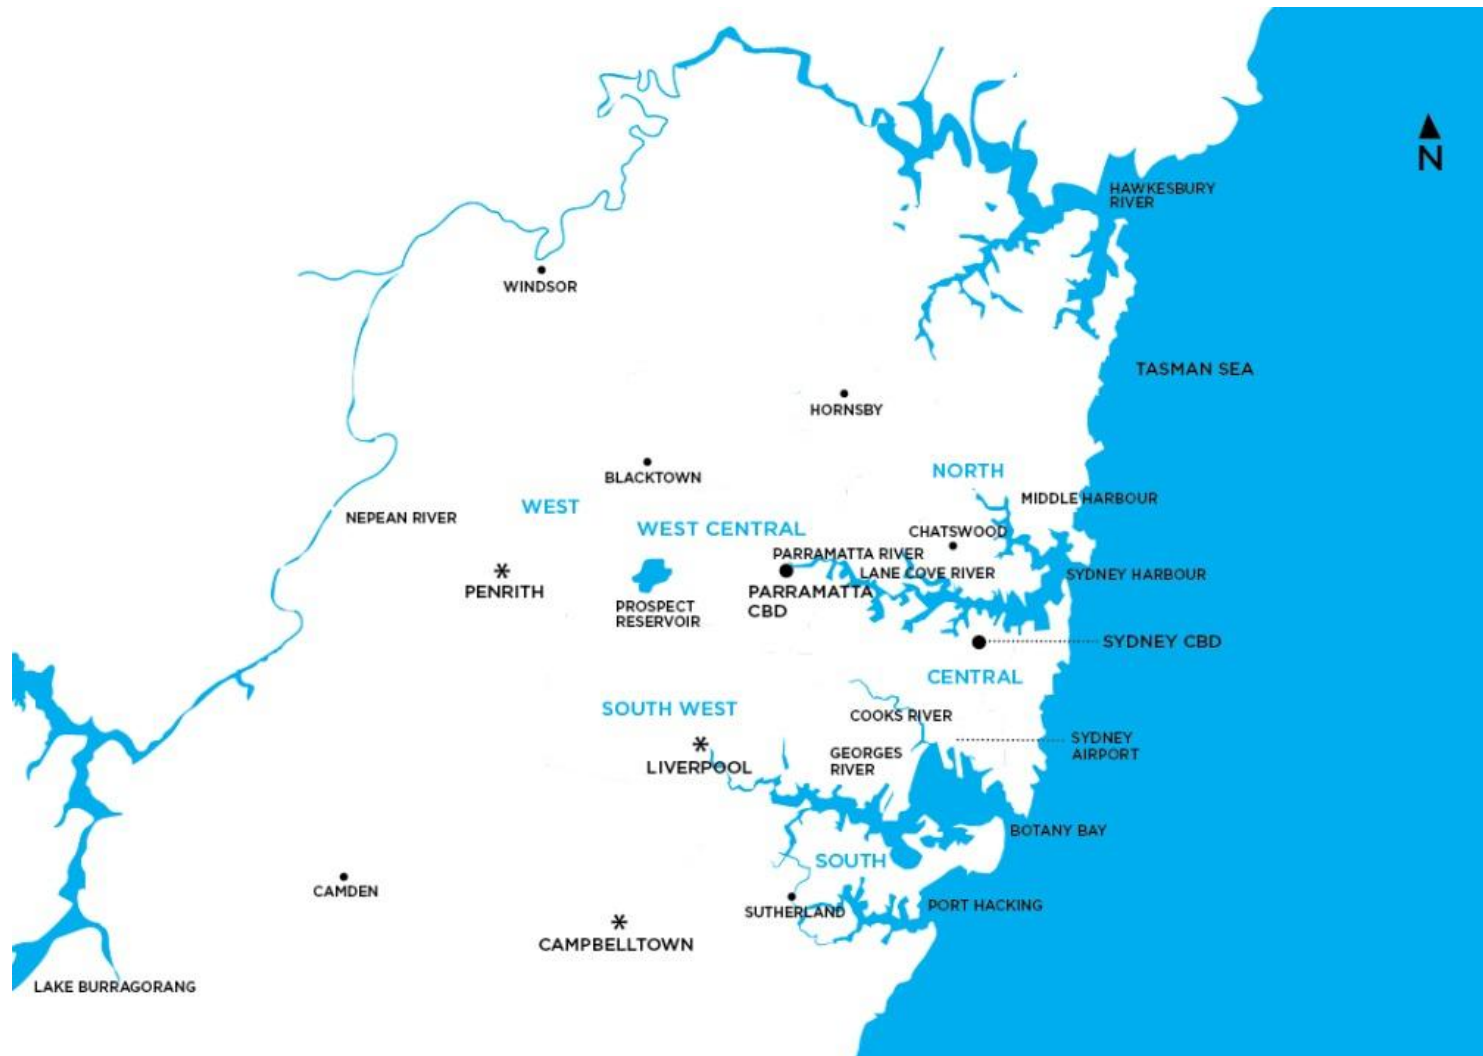 N
HAWKESBURY
RIVER
WINDSOR
TASMAN SEA
HORNSBY
NORTH
BLACKTOWN
MIDDLE HARBOUR
WEST
NEPEAN RIVER
WEST CENTRAL
CHATSWOOD
PARRAMATTA RIVER
LANE COVE RIVER
SYDNEY HARBOUR
PENRITH
PARRAMATTA
CBD
PROSPECT
RESERVOIR
SYDNEY CBD
CENTRAL
SOUTH WEST
COOKS RIVER
SYDNEY
AIRPORT
GEORGES
RIVER
LIVERPOOL
BOTANY BAY
SOUTH
CAMDEN
PORT HACKING
SUTHERLAND
CAMPBELLTOWN
LAKE BURRAGORANG